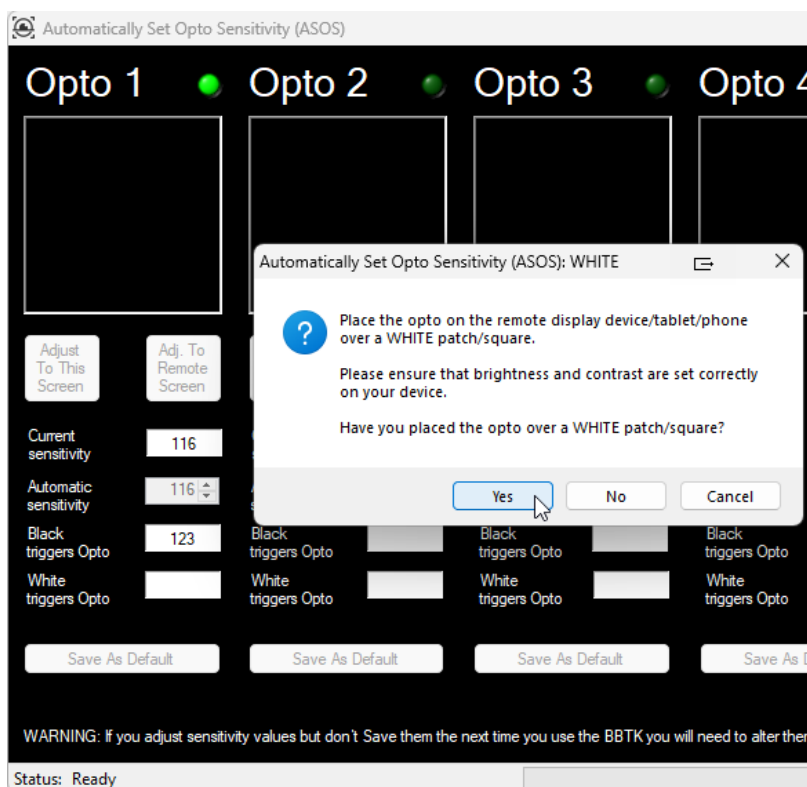 Automatically Set Opto Sensitivity (ASOS)
Opto 1
Opto 2
Opto 3
Opto 4
Automatically Set Opto Sensitivity (ASOS): WHITE
?
Place the opto on the remote display device/tablet/phone
over a WHITE patch/square.
Please ensure that brightness and contrast are set correctly
on your device.
Have you placed the opto over a WHITE patch/square?
Yes
No
Cancel
Adjust
To This
Screen
Adj. To
Remote
Screen
Current
sensitivity
116
Automatic
sensitivity
116
Black
triggers Opto
123
Black
triggers Opto
Black
triggers Opto
Black
triggers Opto
White
triggers Opto
White
triggers Opto
White
triggers Opto
White
triggers Opto
Save As Default
Save As Default
Save As Default
Save As
WARNING: If you adjust sensitivity values but don't Save them the next time you use the BBTK you will need to alter
Status: Ready